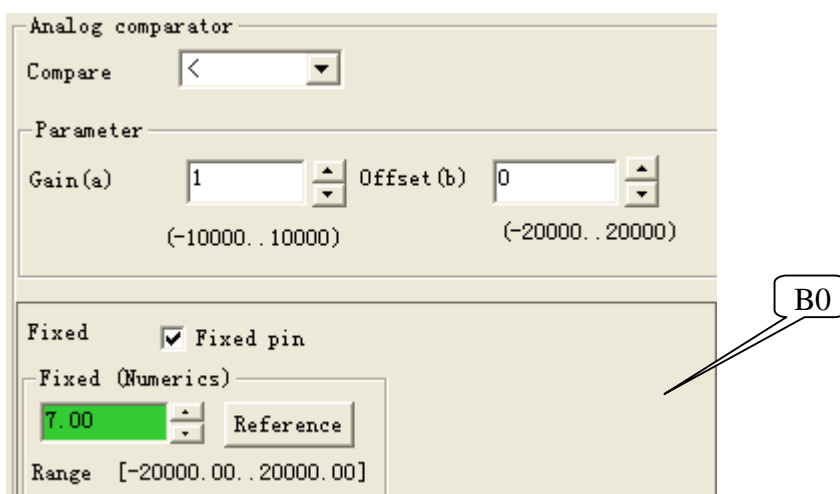 Analog comparator
Compare <
Parameter
Gain(a) 1 Offset(b) 0
(-10000..10000) (-20000..20000)
B0
Fixed Fixed pin
Fixed (Numerics)
7.00 Reference
Range [-20000.00..20000.00]